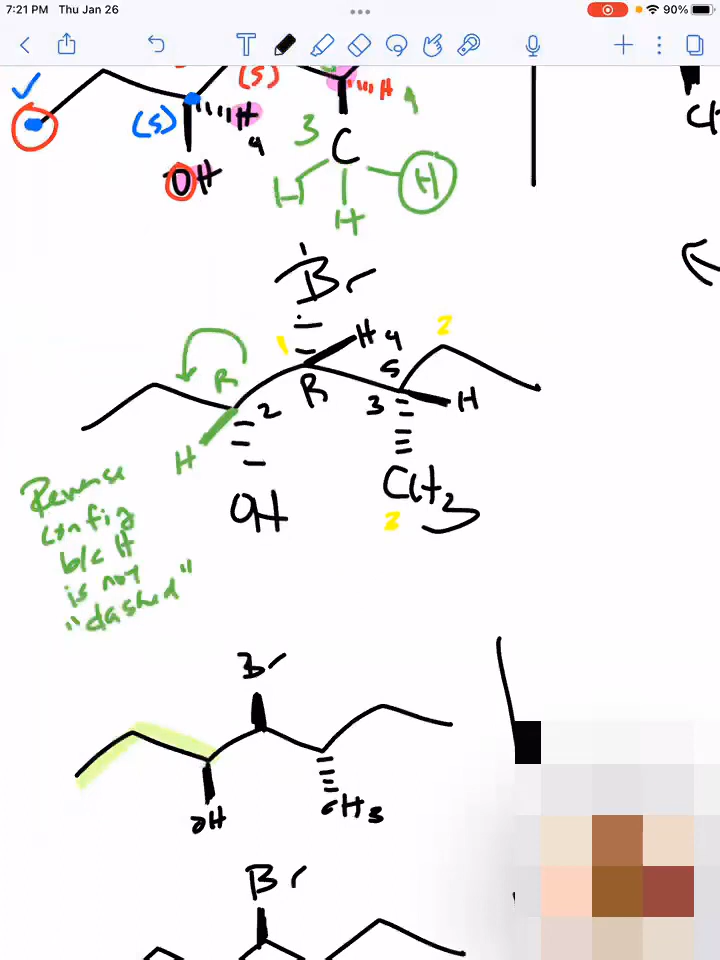 7:21 PM Thu Jan 26
90%
(S)
H
4
(S)
H
4
OH
3
C
H
H
H
Br
1
H 4
2
R
2
R
S
3
H
H
OH
CH3
2
Reverse
config
b/c H
is not
"dashed"
Br
OH
CH3
Br